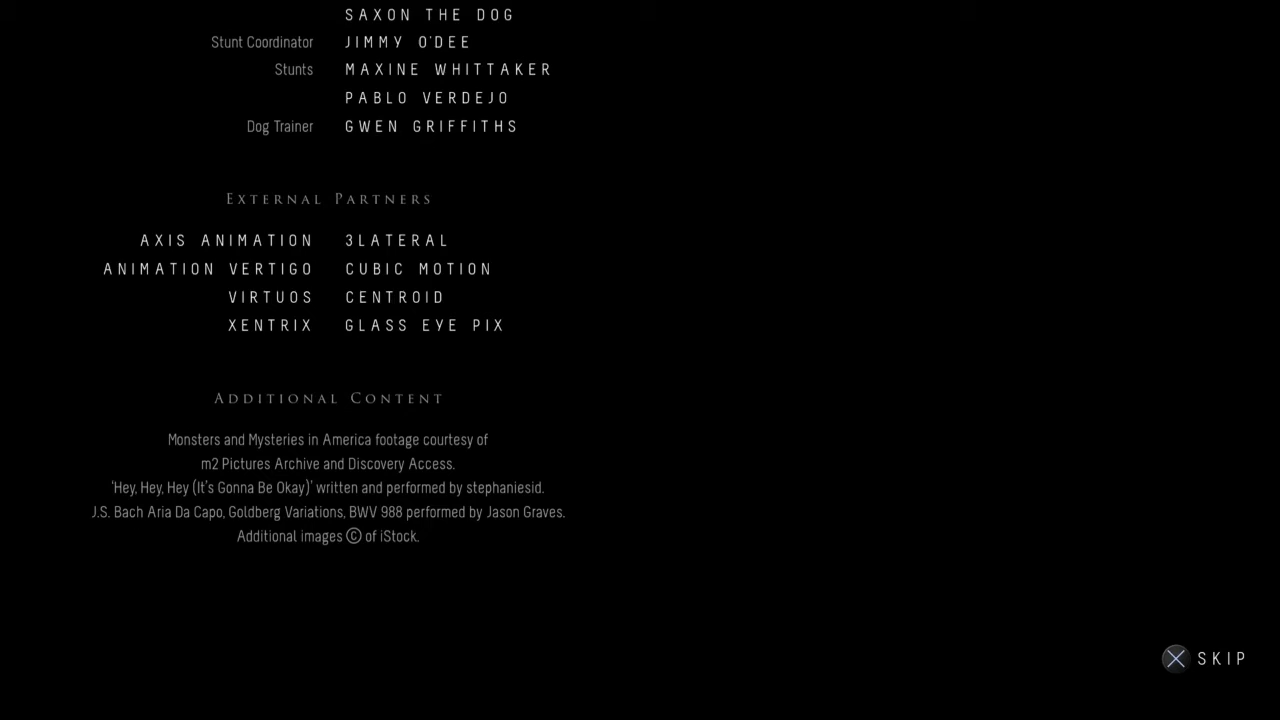 SAXON THE DOG
Stunt Coordinator JIMMY O'DEE
Stunts MAXINE WHITTAKER
PABLO VERDEJO
Dog Trainer GWEN GRIFFITHS
EXTERNAL PARTNERS
AXIS ANIMATION 3LATERAL
ANIMATION VERTIGO CUBIC MOTION
VIRTUOS CENTROID
XENTRIX GLASS EYE PIX
ADDITIONAL CONTENT
Monsters and Mysteries in America footage courtesy of
m2 Pictures Archive and Discovery Access.
'Hey, Hey, Hey (It's Gonna Be Okay)' written and performed by stephaniesid.
J.S. Bach Aria Da Capo, Goldberg Variations, BWV 988 performed by Jason Graves.
Additional images © of iStock.
SKIP